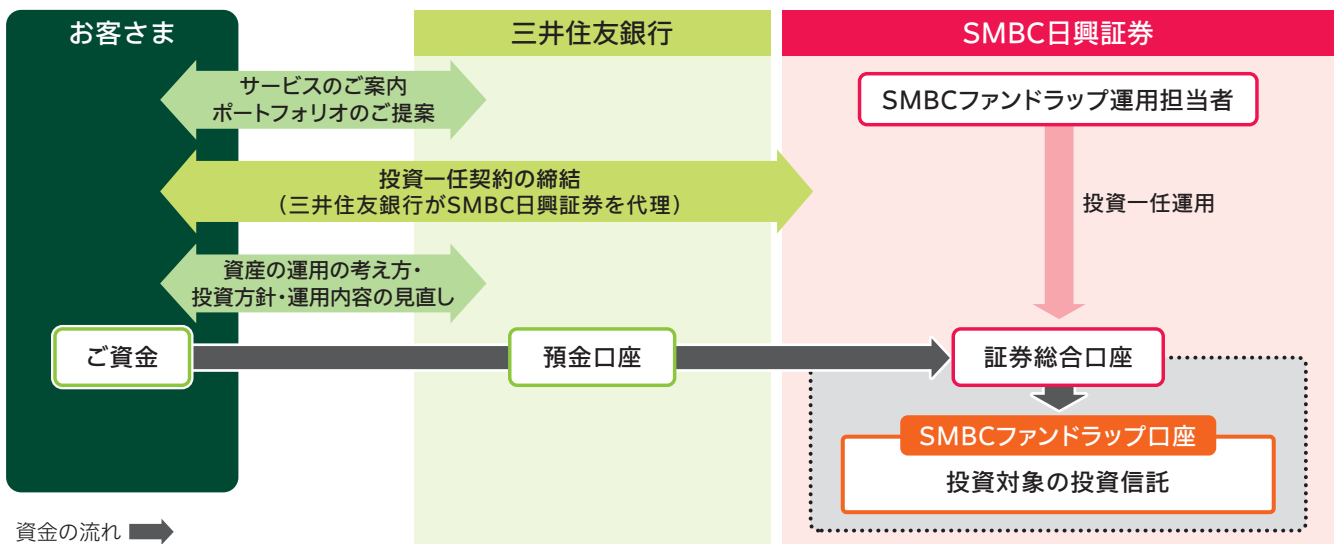 お客さま
三井住友銀行
SMBC日興証券
サービスのご案内
ポートフォリオのご提案
SMBCファンドラップ運用担当者
投資一任契約の締結
（三井住友銀行がSMBC日興証券を代理）
投資一任運用
資産の運用の考え方・
投資方針・運用内容の見直し
ご資金
預金口座
証券総合口座
SMBCファンドラップ口座
投資対象の投資信託
資金の流れ